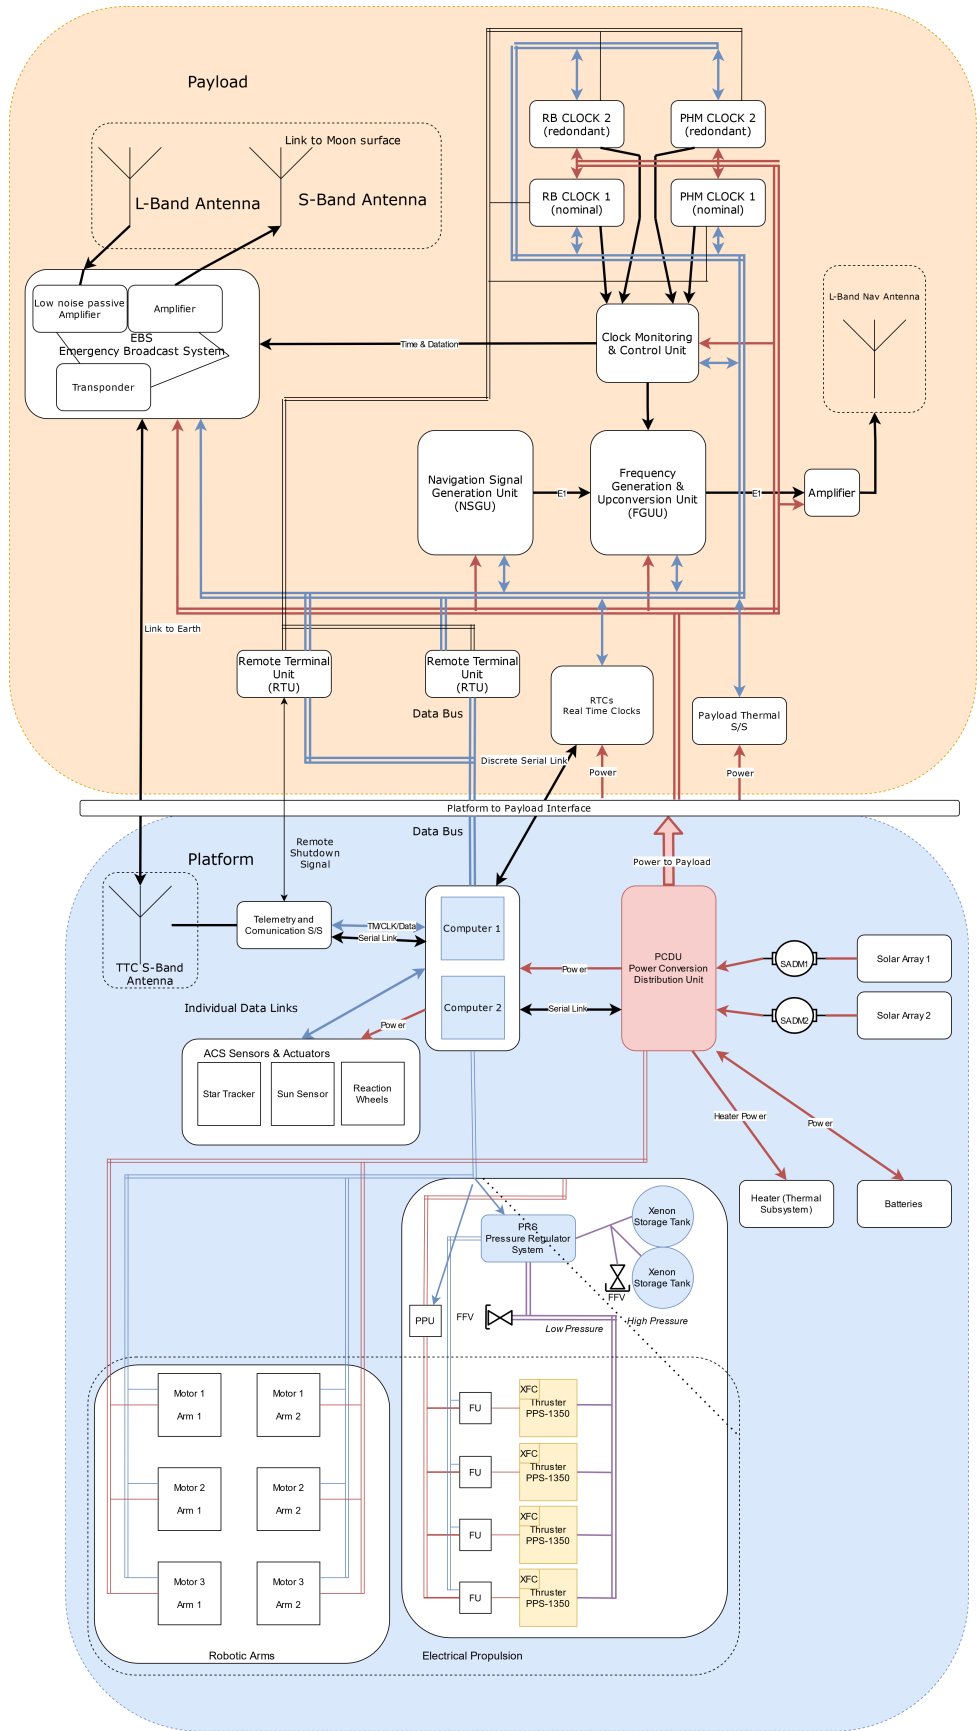 Payload
Link to Moon surface
L-Band Antenna
S-Band Antenna
RB CLOCK 2
(redondant)
PHM CLOCK 2
(redondant)
RB CLOCK 1
(nominal)
PHM CLOCK 1
(nominal)
Low noise passive
Amplifier
Amplifier
EBS
Emergency Broadcast System
Transponder
Time & Datation
Clock Monitoring
& Control Unit
L-Band Nav Antenna
Navigation Signal
Generation Unit
(NSGU)
E1
Frequency
Generation &
Upconversion Unit
(FGUU)
E1
Amplifier
Link to Earth
Remote Terminal
Unit
(RTU)
Remote Terminal
Unit
(RTU)
Data Bus
RTCs
Real Time Clocks
Payload Thermal
S/S
Discrete Serial Link
Power
Power
Platform to Payload Interface
Data Bus
Platform
Remote
Shutdown
Signal
Power to Payload
TTC S-Band
Antenna
Telemetry and
Comunication S/S
TM/CLK/Data
Serial Link
Computer 1
Computer 2
Power
Serial Link
PCDU
Power Conversion
Distribution Unit
SADM1
Solar Array 1
SADM2
Solar Array 2
Individual Data Links
Power
ACS Sensors & Actuators
Star Tracker
Sun Sensor
Reaction
Wheels
Heater Power
Power
Heater (Thermal
Subsystem)
Batteries
PRS
Pressure Regulator
System
Xenon
Storage Tank
Xenon
Storage Tank
FFV
PPU
FFV
Low Pressure
High Pressure
Motor 1
Arm 1
Motor 1
Arm 2
Motor 2
Arm 1
Motor 2
Arm 2
Motor 3
Arm 1
Motor 3
Arm 2
FU
XFC
Thruster
PPS-1350
FU
XFC
Thruster
PPS-1350
FU
XFC
Thruster
PPS-1350
FU
XFC
Thruster
PPS-1350
Robotic Arms
Electrical Propulsion